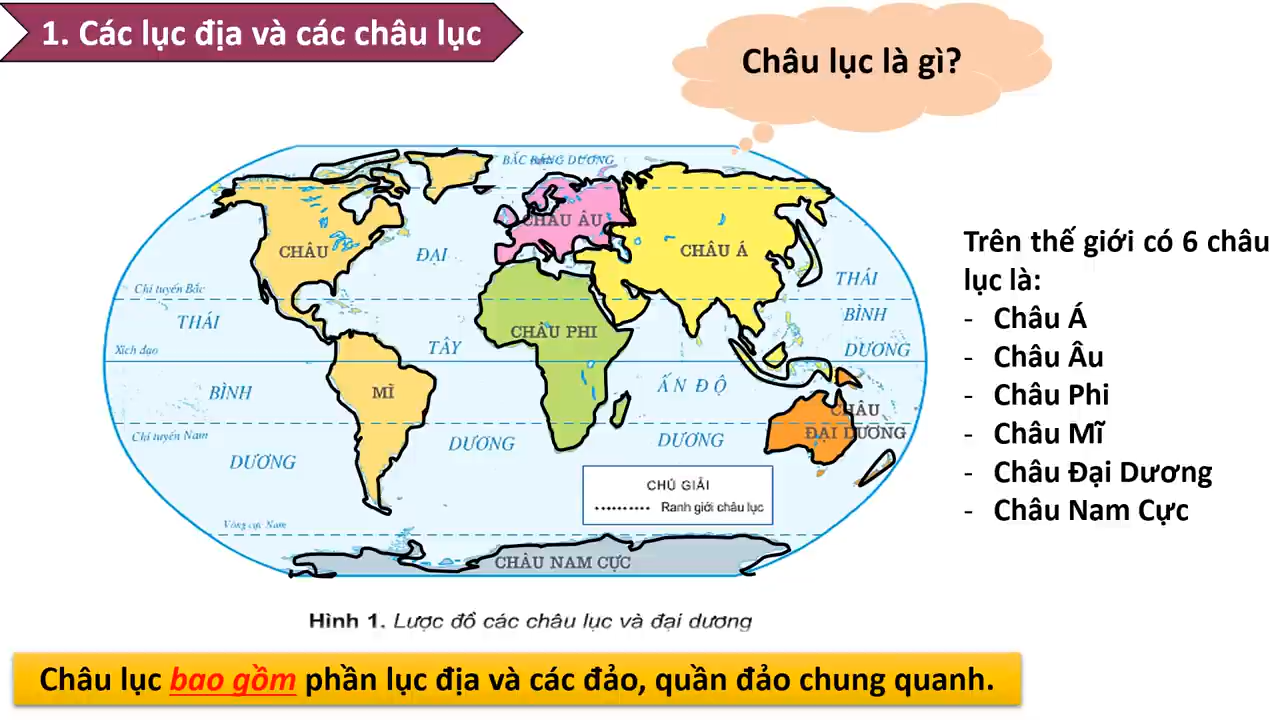 1. Các lục địa và các châu lục
Châu lục là gì?
BẮC BĂNG DƯƠNG
CHÂU ÂU
CHÂU
CHÂU Á
ĐẠI
THÁI
Chí tuyến Bắc
THÁI
CHÂU PHI
BÌNH
Xích đạo
TÂY
DƯƠNG
BÌNH
MĨ
ẤN ĐỘ
CHÂU
ĐẠI DƯƠNG
Chí tuyến Nam
DƯƠNG
DƯƠNG
DƯƠNG
CHÚ GIẢI
Ranh giới châu lục
Vòng cực Nam
CHÂU NAM CỰC
Hình 1. Lược đồ các châu lục và đại dương
Trên thế giới có 6 châu
lục là:
- Châu Á
- Châu Âu
- Châu Phi
- Châu Mĩ
- Châu Đại Dương
- Châu Nam Cực
Châu lục bao gồm phần lục địa và các đảo, quần đảo chung quanh.